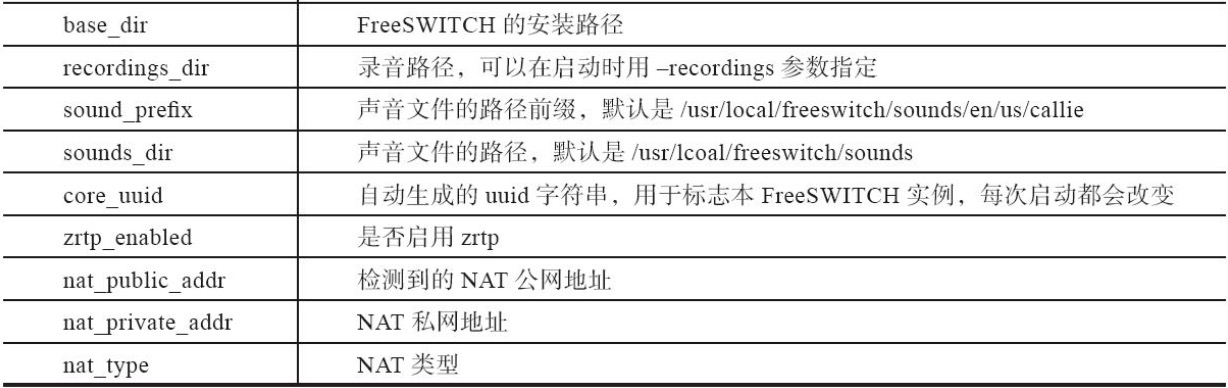 base_dir FreeSWITCH 的安装路径
recordings_dir 录音路径，可以在启动时用 –recordings 参数指定
sound_prefix 声音文件的路径前缀，默认是 /usr/local/freeswitch/sounds/en/us/callie
sounds_dir 声音文件的路径，默认是 /usr/lcoal/freeswitch/sounds
core_uuid 自动生成的 uuid 字符串，用于标志本 FreeSWITCH 实例，每次启动都会改变
zrtp_enabled 是否启用 zrtp
nat_public_addr 检测到的 NAT 公网地址
nat_private_addr NAT 私网地址
nat_type NAT 类型